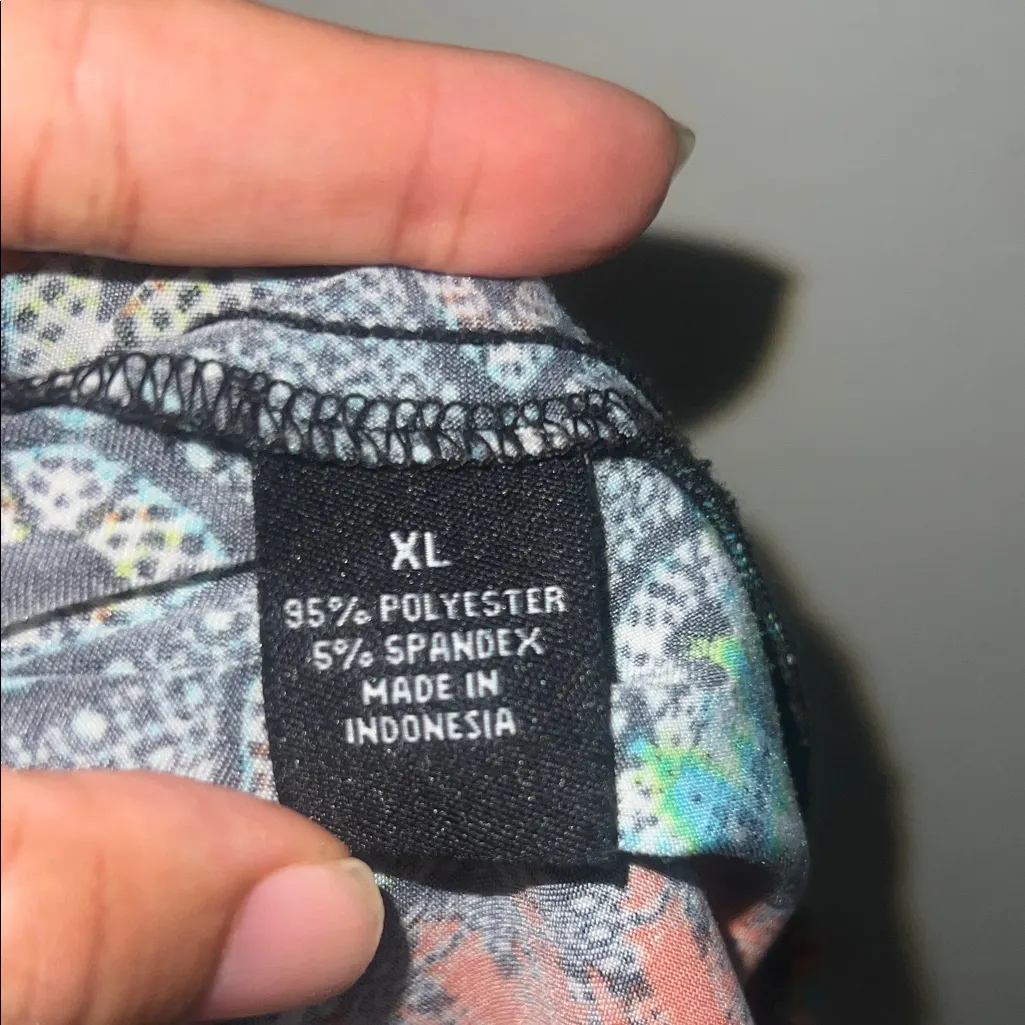 XL
95% POLYESTER
5% SPANDEX
MADE IN
INDONESIA